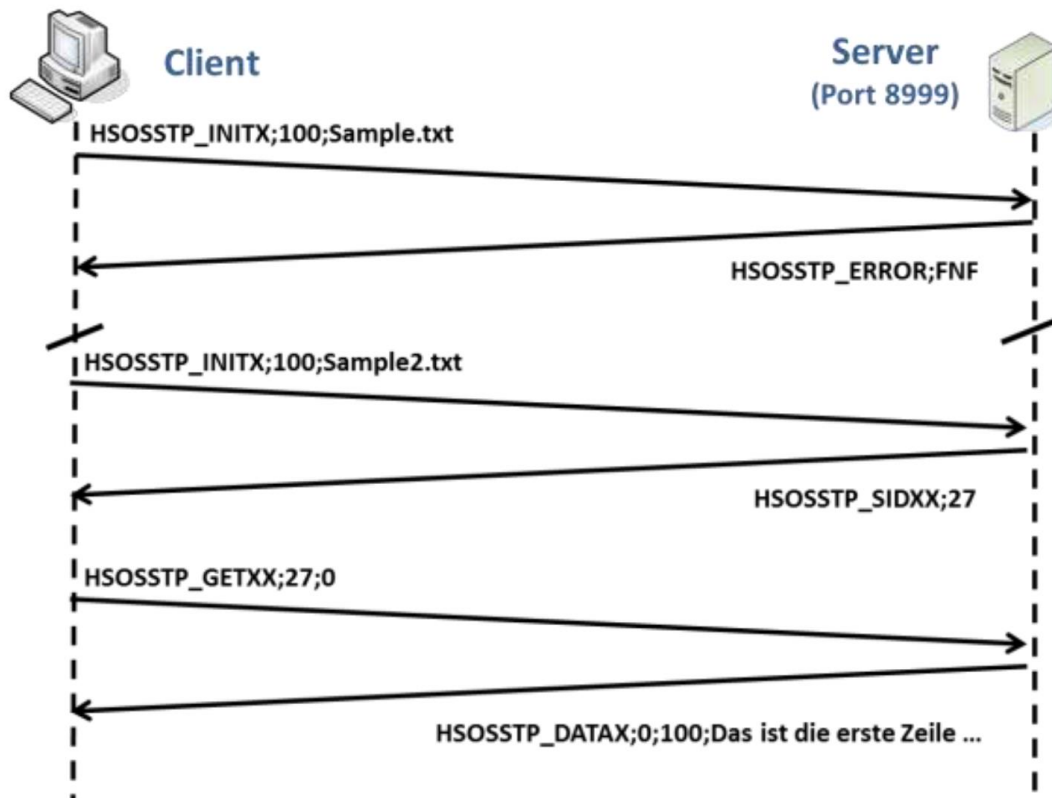 Client
Server
(Port 8999)
HSOSSTP_INITX;100;Sample.txt
HSOSSTP_ERROR;FNF
HSOSSTP_INITX;100;Sample2.txt
HSOSSTP_SIDXX;27
HSOSSTP_GETXX;27;0
HSOSSTP_DATAX;0;100;Das ist die erste Zeile ...